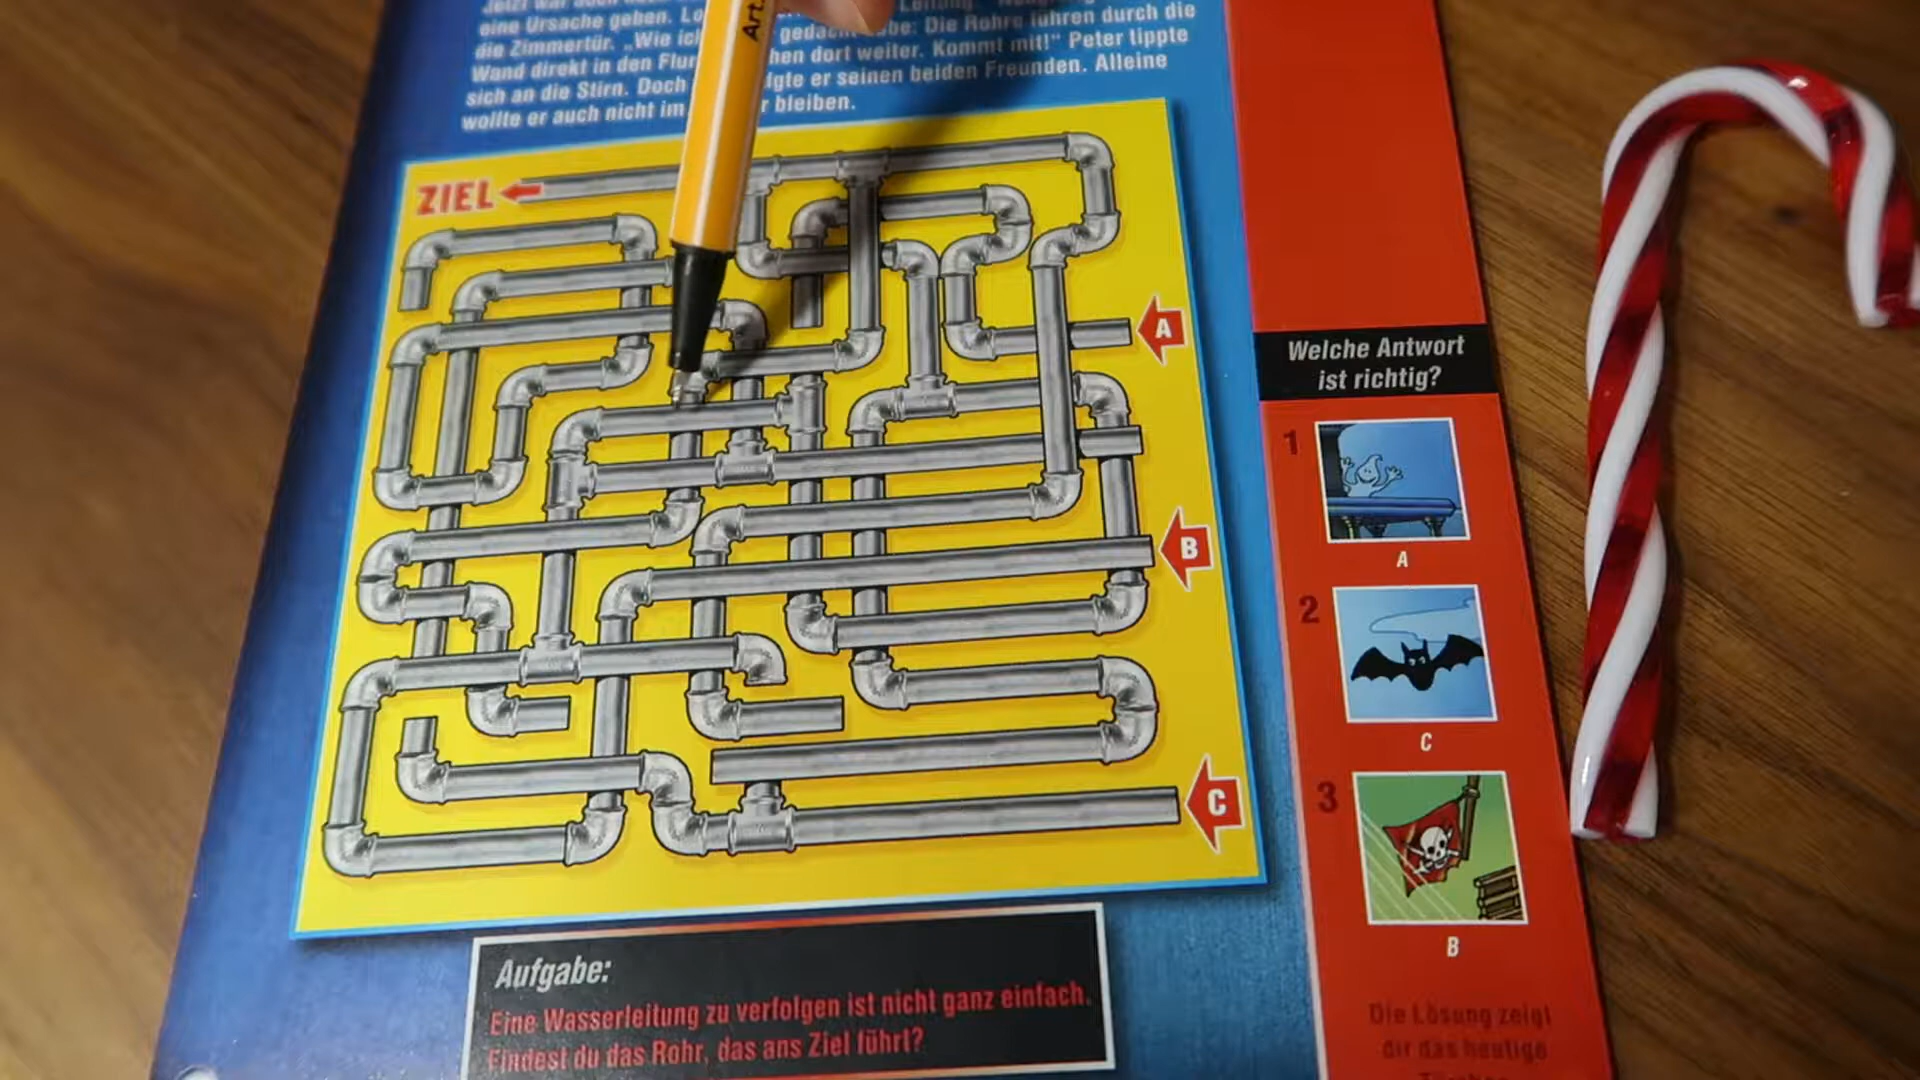 eine Ursache geben. Lo
die Zimmertür. „Wie ich gedacht habe: Die Rohre führen durch die
Wand direkt in den Flur hen dort weiter. Kommt mit!“ Peter tippte
sich an die Stirn. Doch lgte er seinen beiden Freunden. Alleine
wollte er auch nicht im r bleiben.
Art.
ZIEL
A
B
C
Welche Antwort
ist richtig?
1
A
2
C
3
B
Die Lösung zeigt
dir das heutige
Aufgabe:
Eine Wasserleitung zu verfolgen ist nicht ganz einfach.
Findest du das Rohr, das ans Ziel führt?